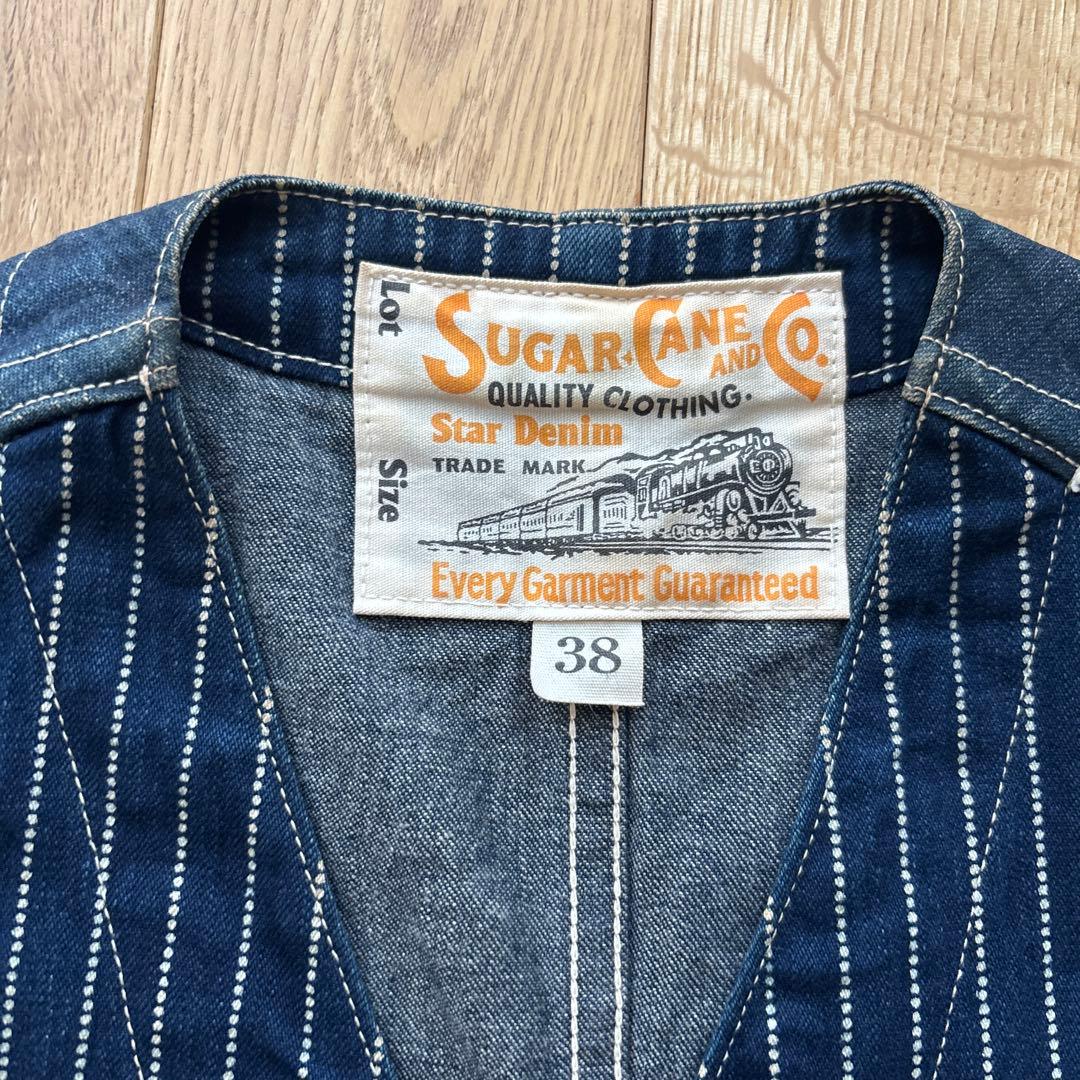 Lot
SUGAR CANE AND CO.
QUALITY CLOTHING.
Star Denim
TRADE MARK
Size
Every Garment Guaranteed
38